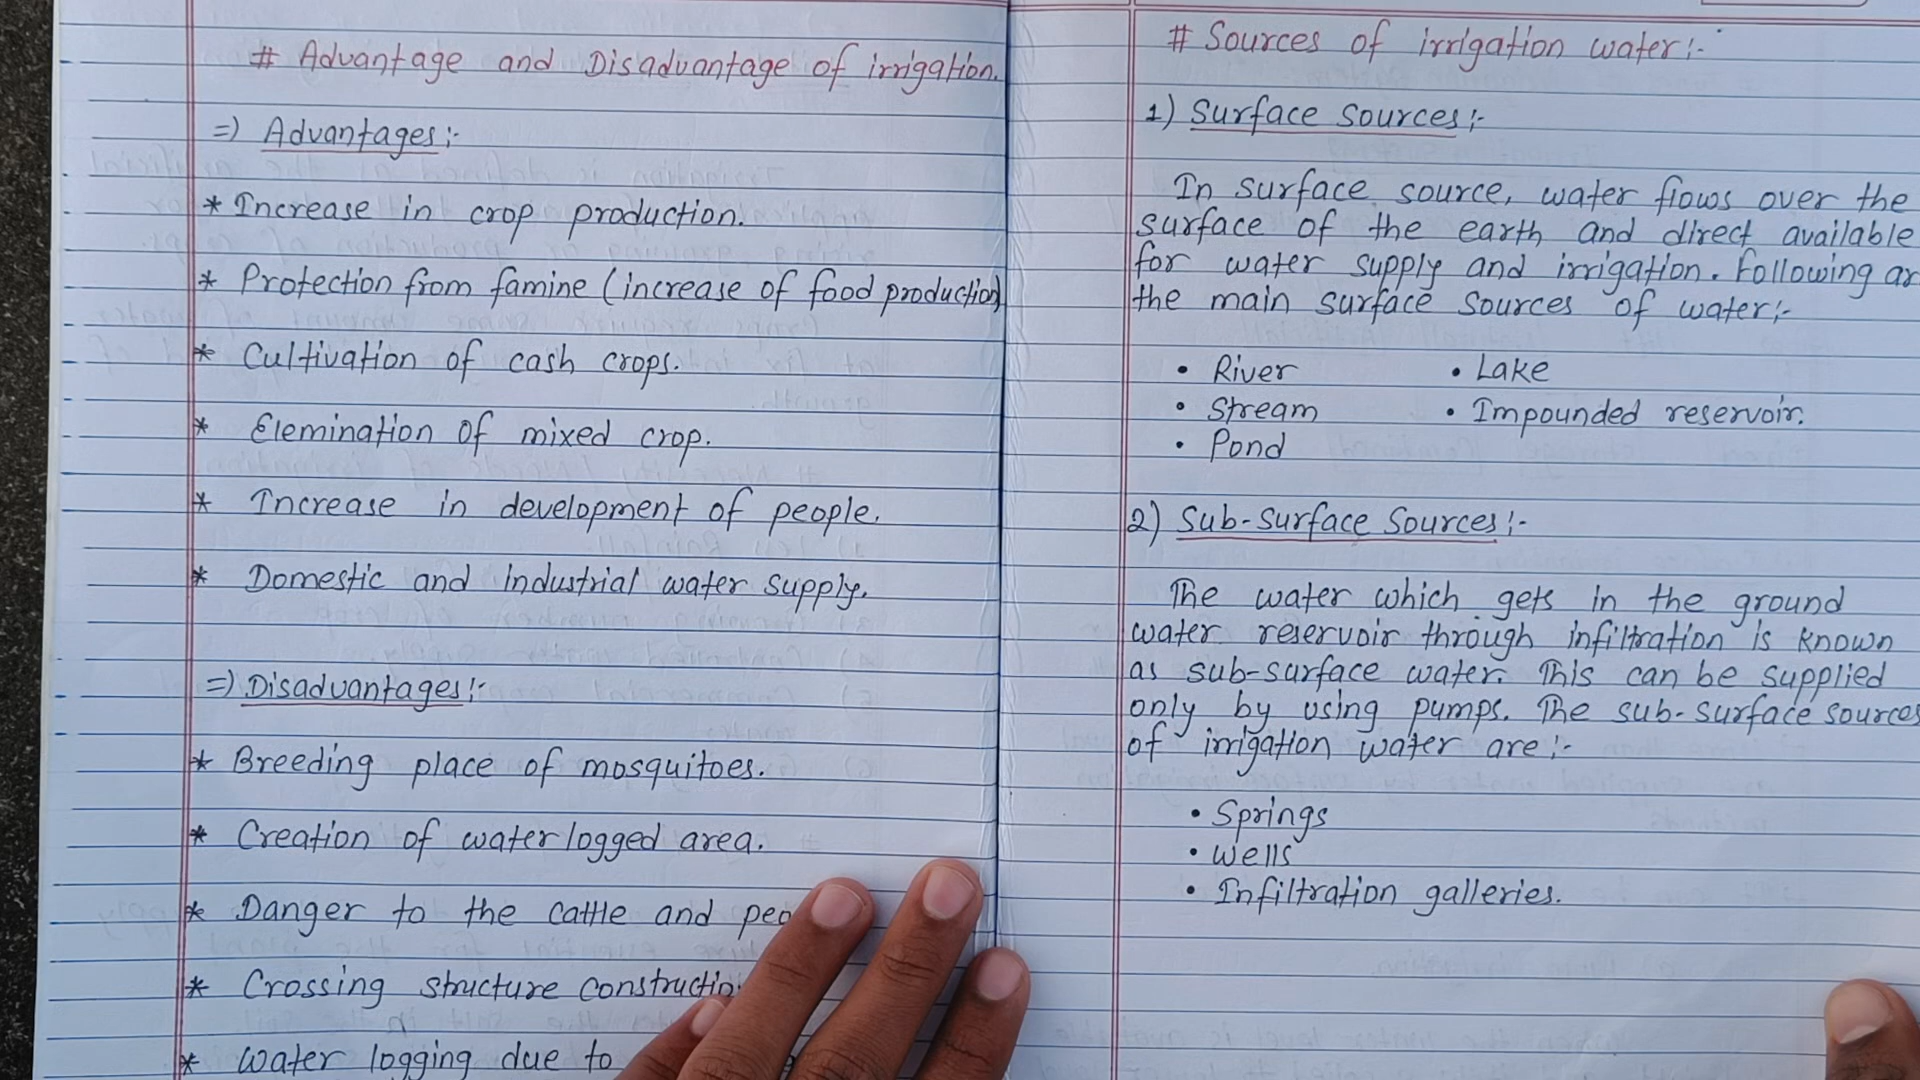 # Advantage and Disadvantage of irrigation.
=) Advantages:-
* Increase in crop production.
* Protection from famine (increase of food production)
* Cultivation of cash crops.
* Elemination of mixed crop.
* Increase in development of people.
* Domestic and industrial water supply.
=) Disadvantages:-
* Breeding place of mosquitoes.
* Creation of water logged area.
* Danger to the cattle and
* Crossing structure
* Water logging due to
# Sources of irrigation water:-
1) Surface Sources:-
In surface source, water flows over the
surface of the earth and direct available
for water supply and irrigation. Following
the main surface sources of water:-
• River
• Lake
• Stream
• Impounded reservoir.
• Pond
2) Sub-surface Sources:-
The water which gets in the ground
water reservoir through infiltration is known
as sub-surface water. This can be supplied
only by using pumps. The sub-surface sources
of irrigation water are:-
• Springs
• Wells
• Infiltration galleries.